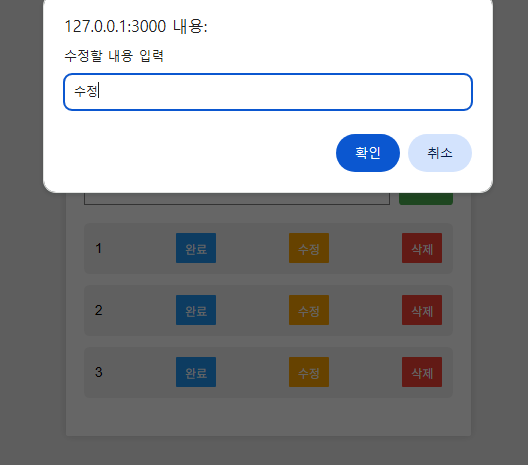 127.0.0.1:3000 내용:
수정할 내용 입력
수정
확인 취소
1 완료 수정 삭제
2 완료 수정 삭제
3 완료 수정 삭제